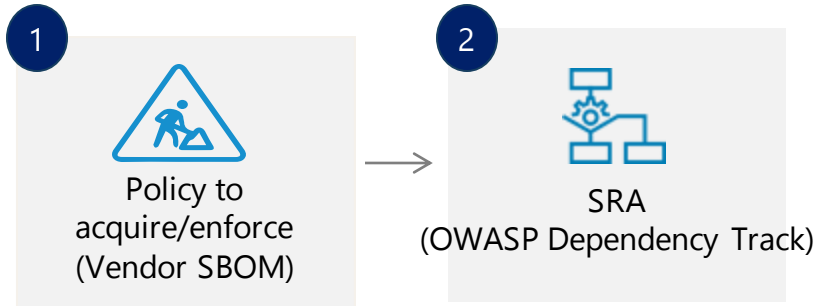 1
Policy to
acquire/enforce
(Vendor SBOM)
2
SRA
(OWASP Dependency Track)